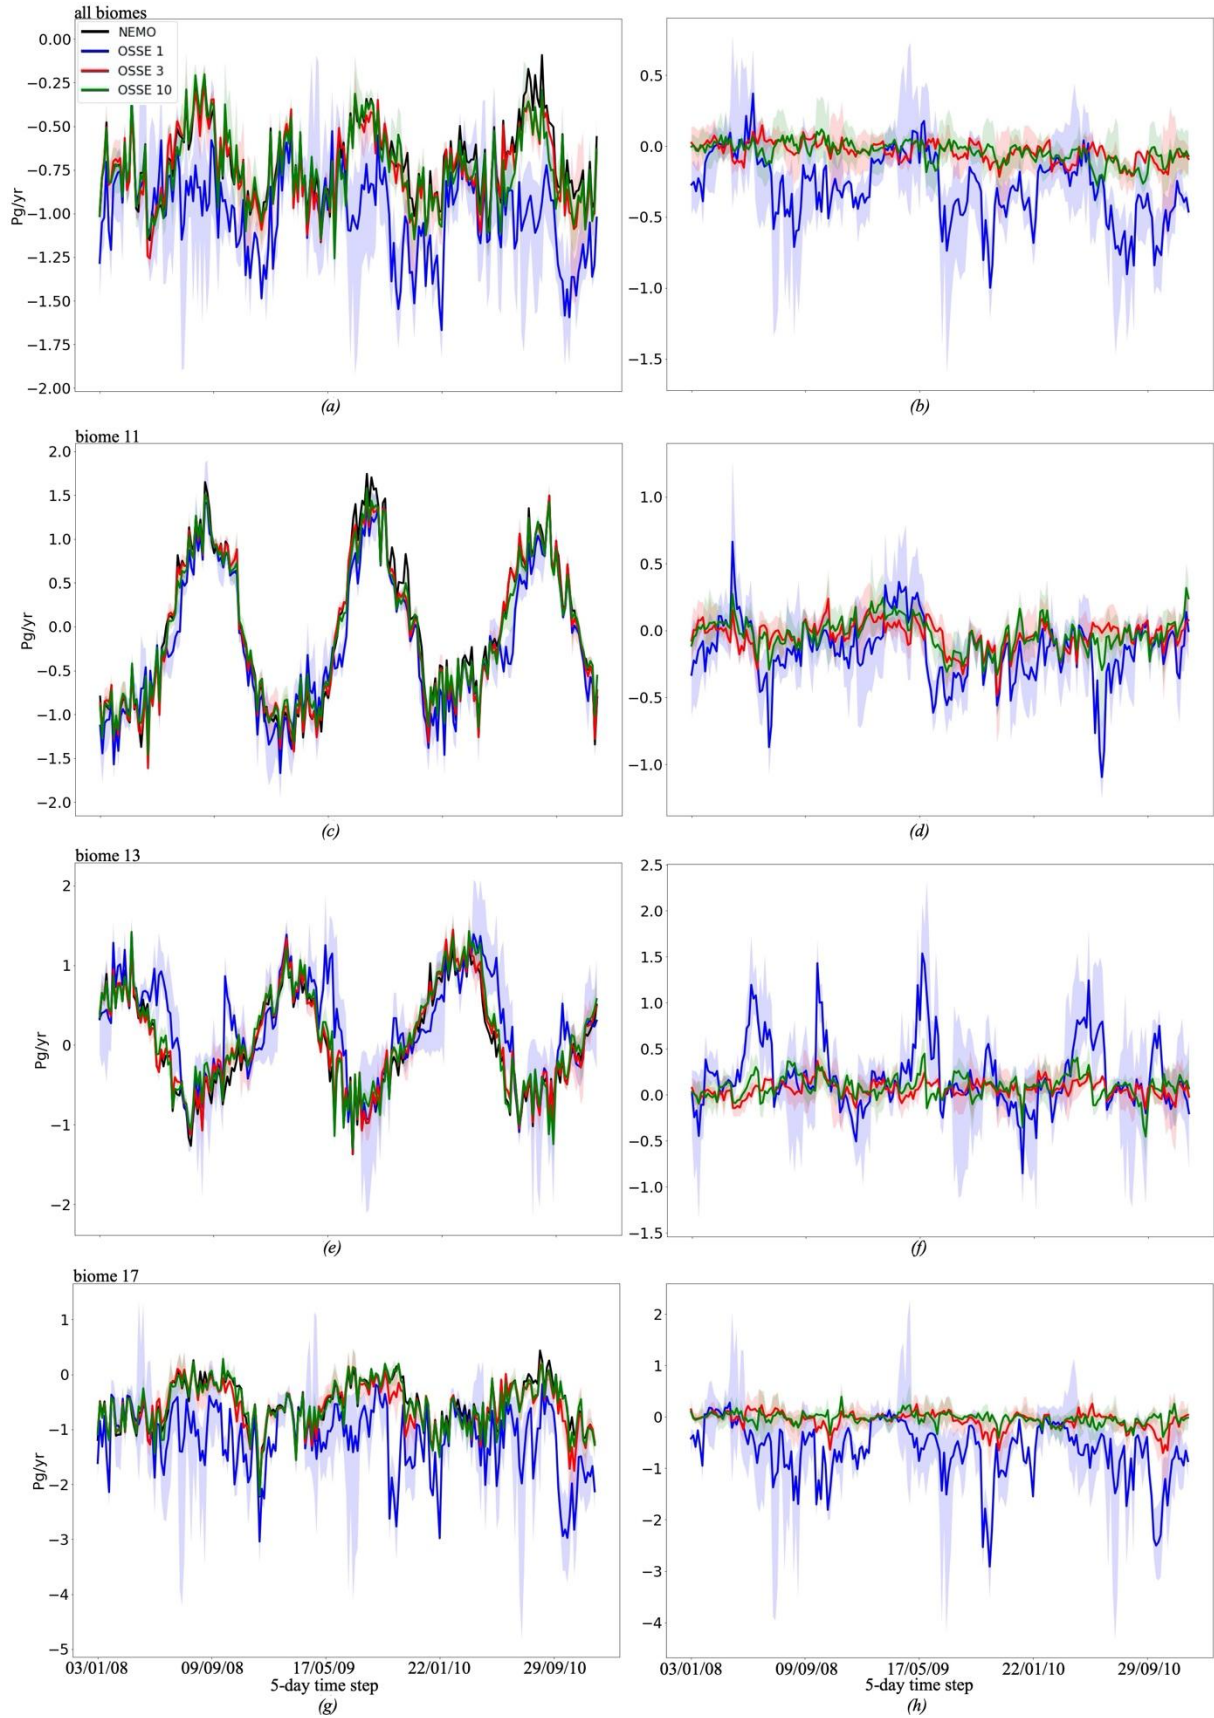 all biomes
NEMO
OSSE 1
OSSE 3
OSSE 10
0.00
−0.25
−0.50
−0.75
−1.00
−1.25
−1.50
−1.75
−2.00
Pg/yr
(a)
0.5
0.0
−0.5
−1.0
−1.5
(b)
biome 11
2.0
1.5
1.0
0.5
0.0
−0.5
−1.0
−1.5
−2.0
Pg/yr
(c)
1.0
0.5
0.0
−0.5
−1.0
(d)
biome 13
2
1
0
−1
−2
Pg/yr
(e)
2.5
2.0
1.5
1.0
0.5
0.0
−0.5
−1.0
−1.5
(f)
biome 17
1
0
−1
−2
−3
−4
−5
Pg/yr
03/01/08 09/09/08 17/05/09 22/01/10 29/09/10
5-day time step
(g)
2
1
0
−1
−2
−3
−4
03/01/08 09/09/08 17/05/09 22/01/10 29/09/10
5-day time step
(h)